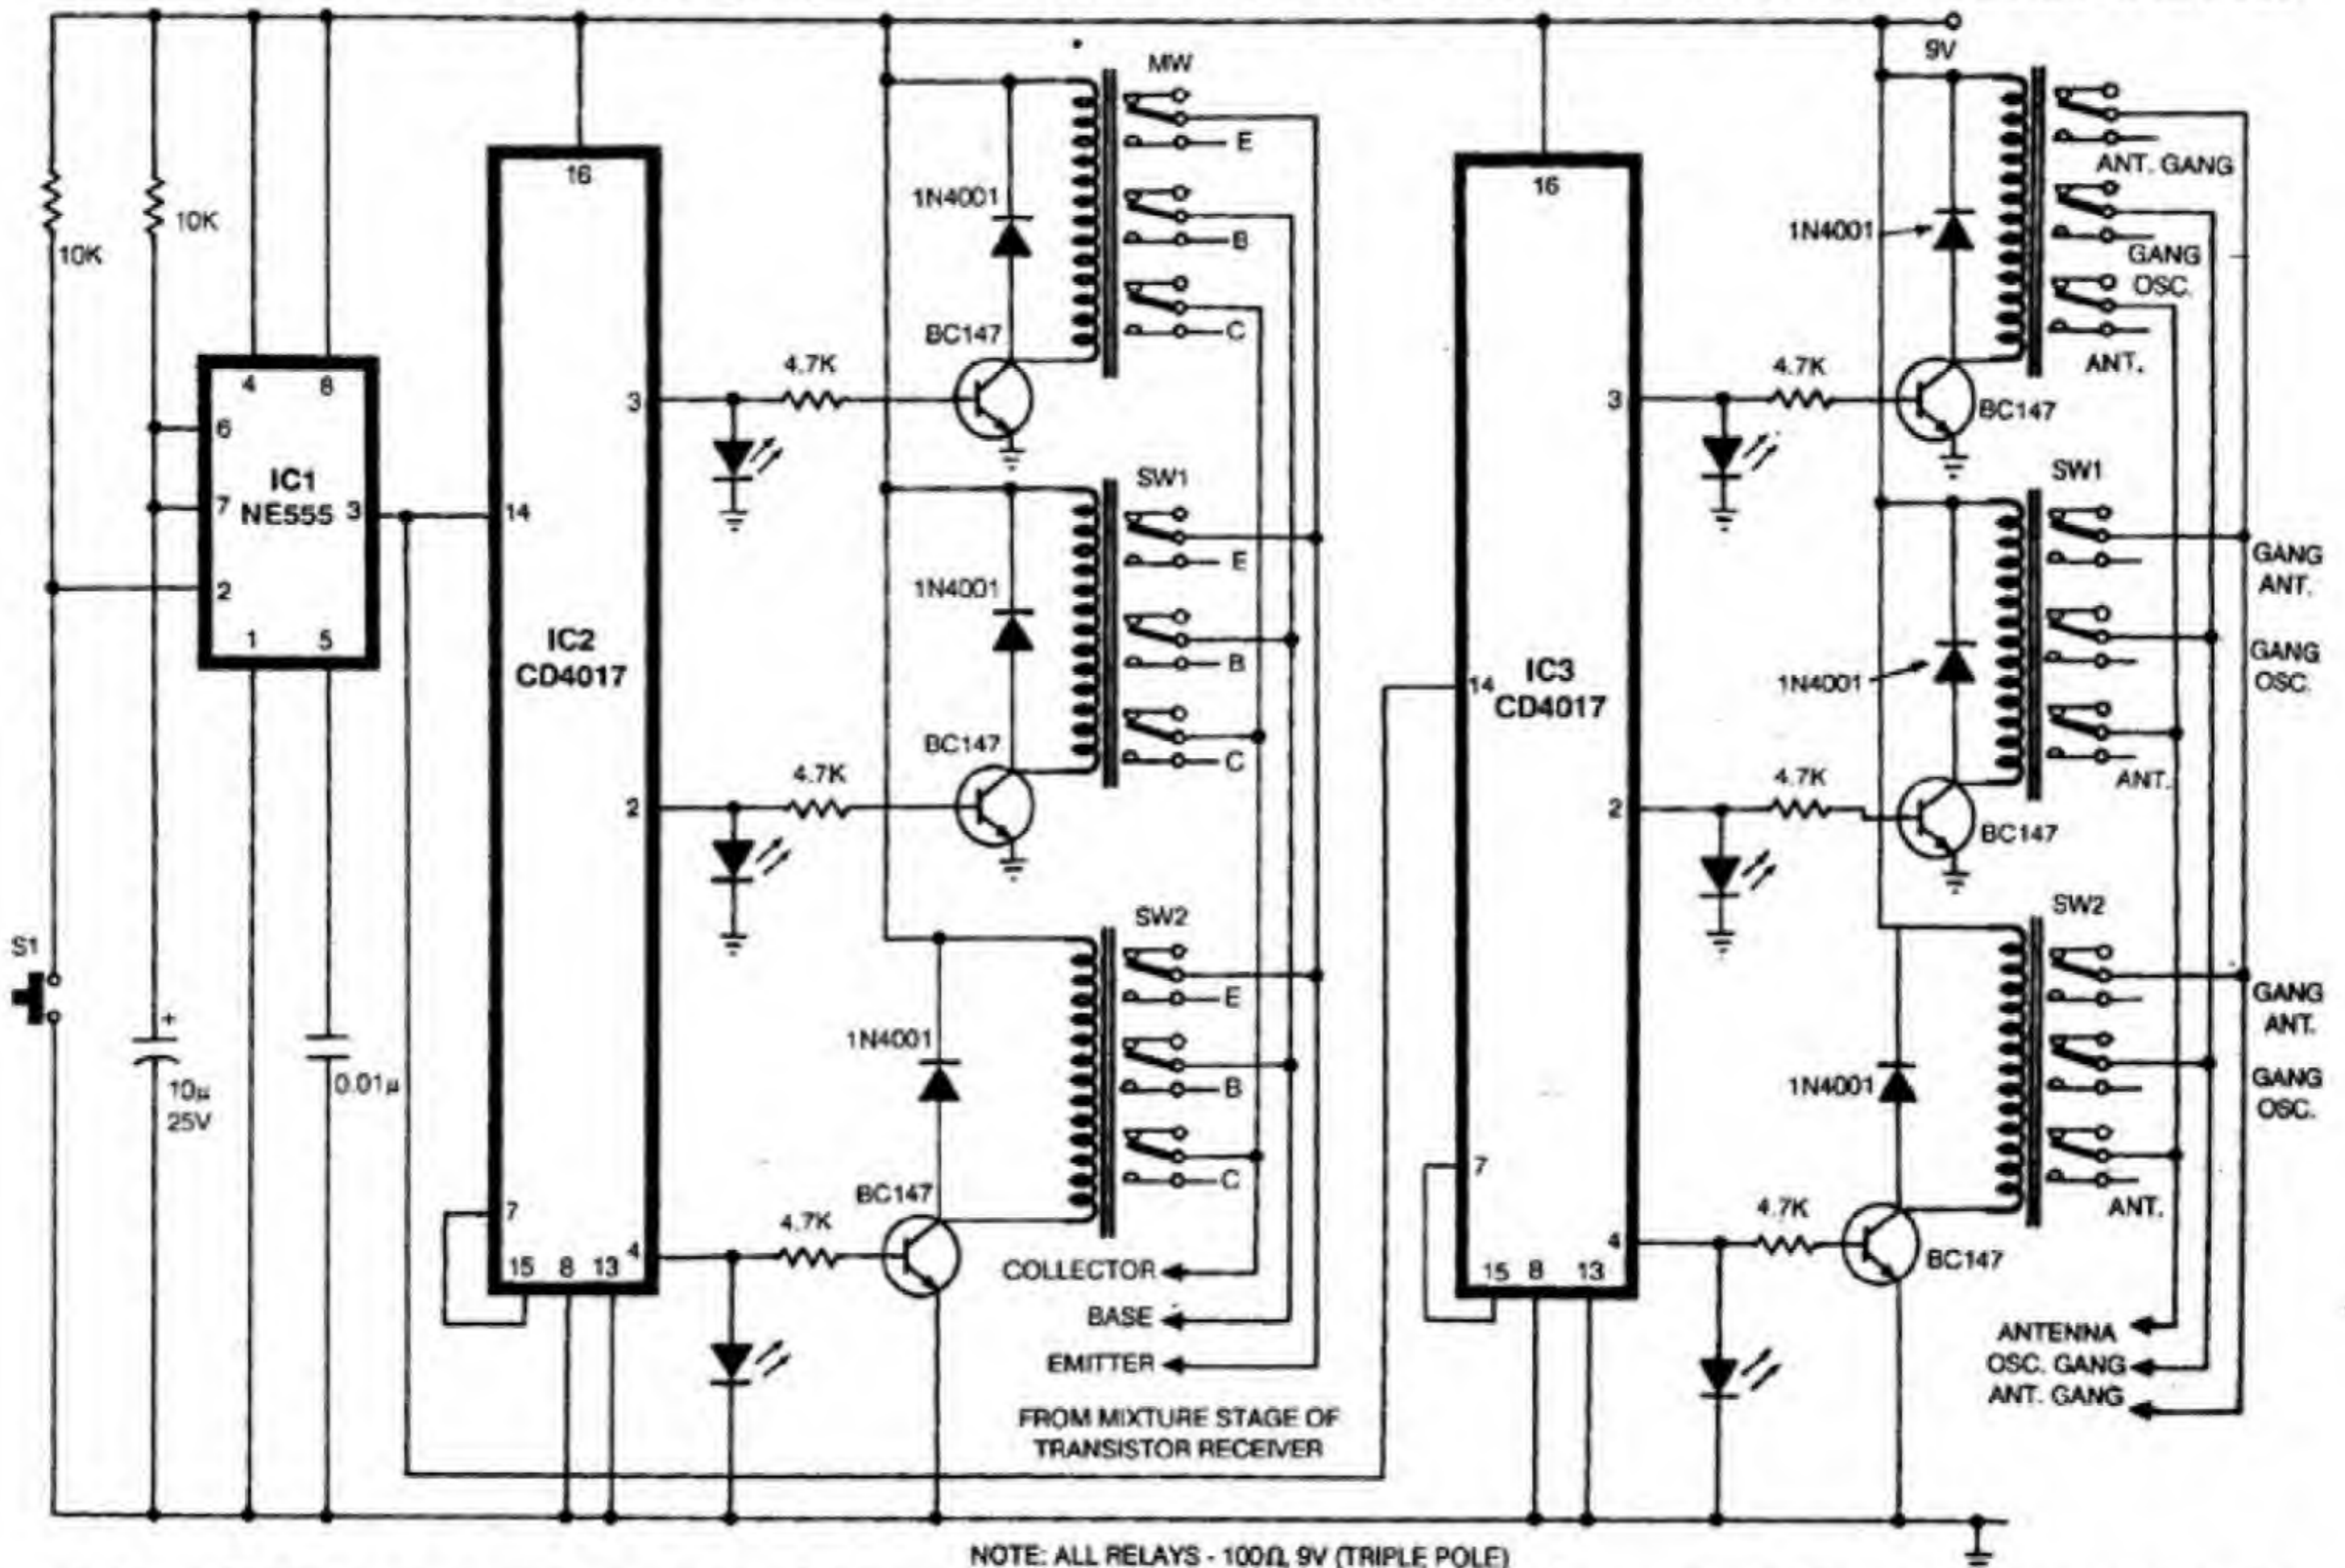 10K
10K
4
8
6
7
IC1
NE555
3
2
1
5
S1
+
10µ
25V
0.01µ
16
14
IC2
CD4017
3
2
4
7
15
8
13
4.7K
4.7K
4.7K
1N4001
BC147
MW
E
B
C
1N4001
BC147
SW1
E
B
C
1N4001
BC147
SW2
E
B
C
COLLECTOR
BASE
EMITTER
FROM MIXTURE STAGE OF
TRANSISTOR RECEIVER
16
14
IC3
CD4017
3
2
4
7
15
8
13
4.7K
4.7K
4.7K
9V
1N4001
BC147
ANT. GANG
GANG
OSC.
ANT.
SW1
1N4001
BC147
GANG
ANT.
GANG
OSC.
ANT.
SW2
1N4001
BC147
GANG
ANT.
GANG
OSC.
ANT.
ANTENNA
OSC. GANG
ANT. GANG
NOTE: ALL RELAYS - 100Ω, 9V (TRIPLE POLE)